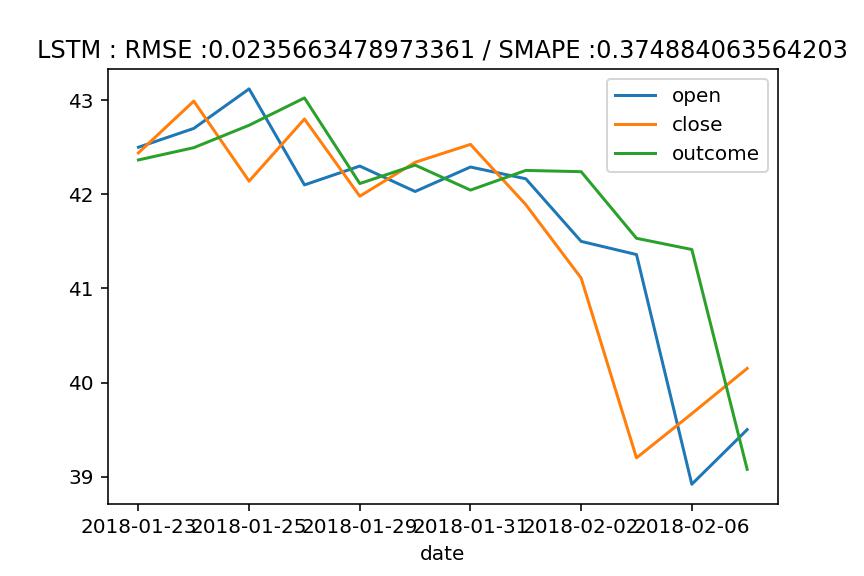 LSTM : RMSE :0.0235663478973361 / SMAPE :0.374884063564203
open
close
outcome
43
42
41
40
39
2018-01-23 2018-01-25 2018-01-29 2018-01-31 2018-02-02 2018-02-06
date